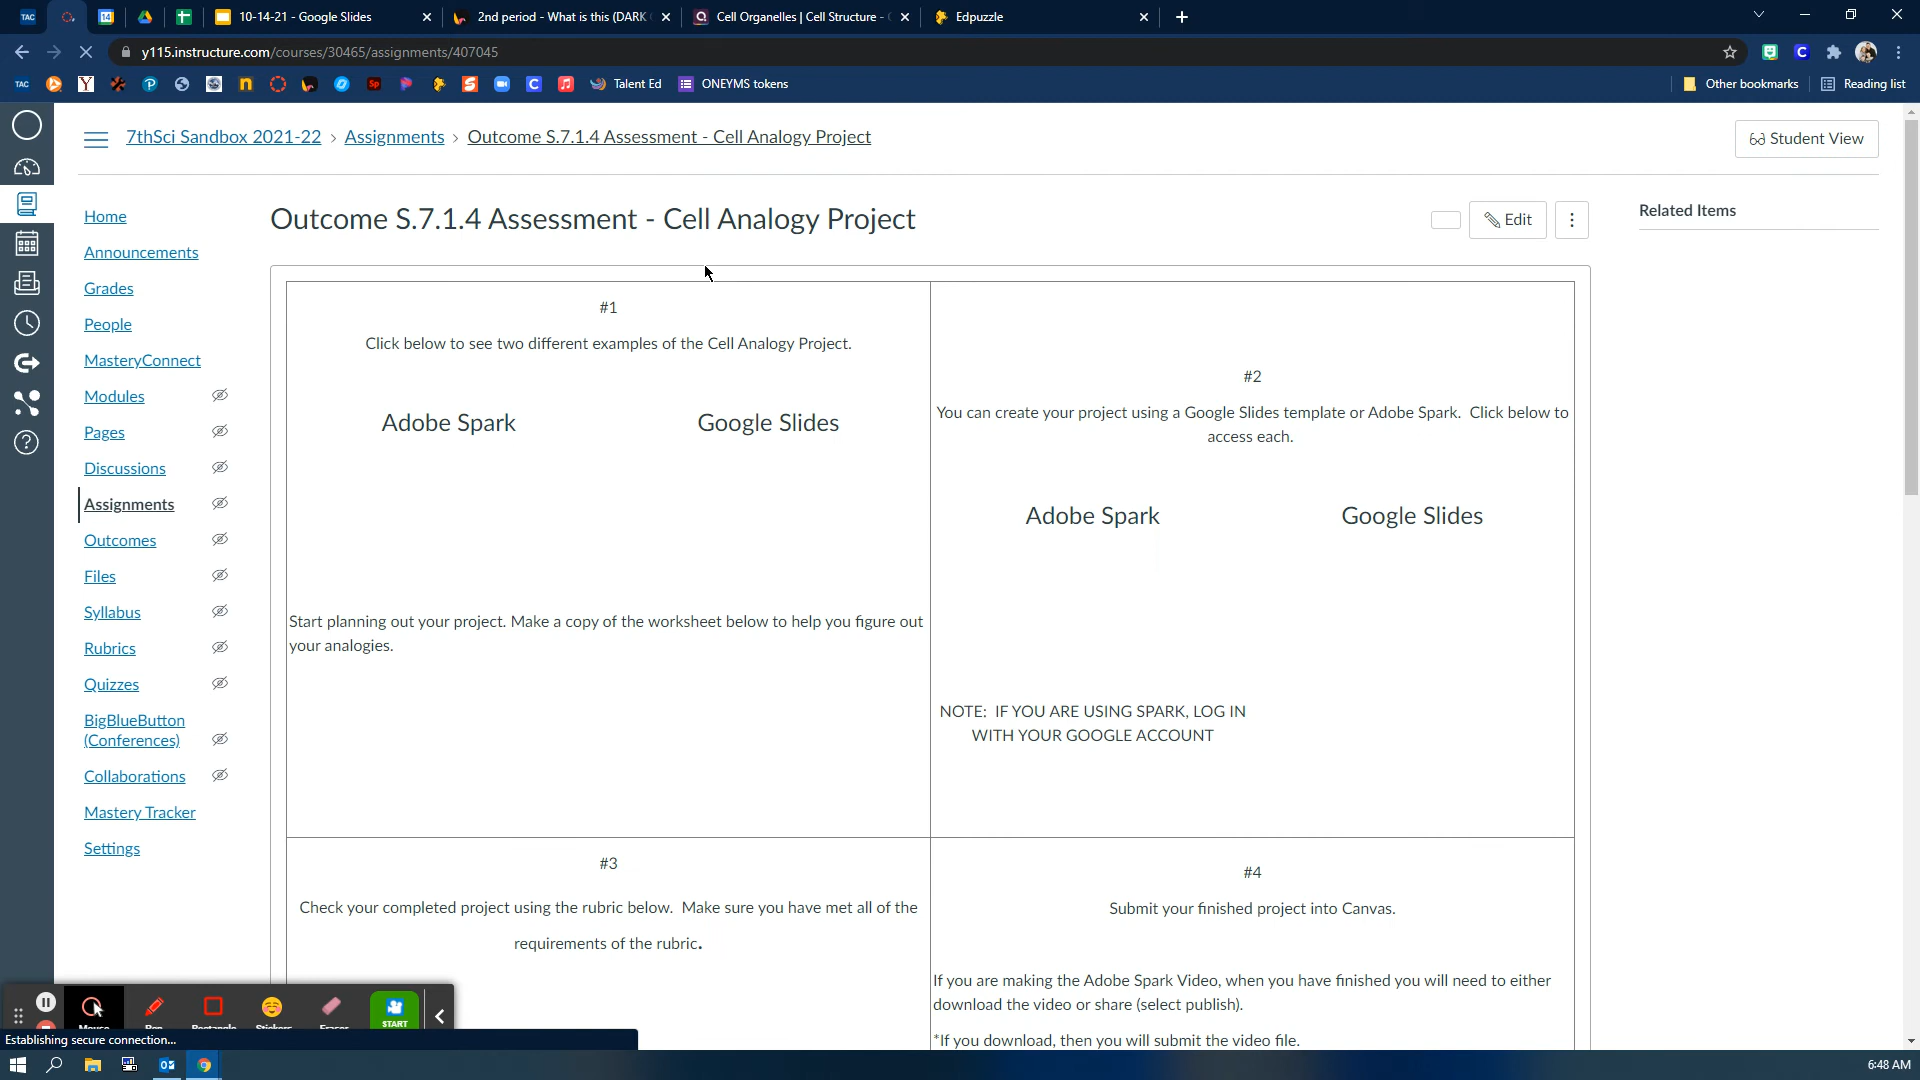 10-14-21 - Google Slides
2nd period - What is this (DARK
Cell Organelles | Cell Structure -
Edpuzzle
y115.instructure.com/courses/30465/assignments/407045
TAC
Talent Ed
ONEYMS tokens
Other bookmarks
Reading list
7thSci Sandbox 2021-22 › Assignments › Outcome S.7.1.4 Assessment - Cell Analogy Project
Student View
Home
Announcements
Grades
People
MasteryConnect
Modules
Pages
Discussions
Assignments
Outcomes
Files
Syllabus
Rubrics
Quizzes
BigBlueButton
(Conferences)
Collaborations
Mastery Tracker
Settings
Outcome S.7.1.4 Assessment - Cell Analogy Project
Edit
Related Items
#1
Click below to see two different examples of the Cell Analogy Project.
Adobe Spark Google Slides
Start planning out your project. Make a copy of the worksheet below to help you figure out
your analogies.
#2
You can create your project using a Google Slides template or Adobe Spark. Click below to
access each.
Adobe Spark Google Slides
NOTE: IF YOU ARE USING SPARK, LOG IN
WITH YOUR GOOGLE ACCOUNT
#3
Check your completed project using the rubric below. Make sure you have met all of the
requirements of the rubric.
#4
Submit your finished project into Canvas.
If you are making the Adobe Spark Video, when you have finished you will need to either
download the video or share (select publish).
*If you download, then you will submit the video file.
Mouse Pen Rectangle Stickers Eraser START
Establishing secure connection...
6:48 AM